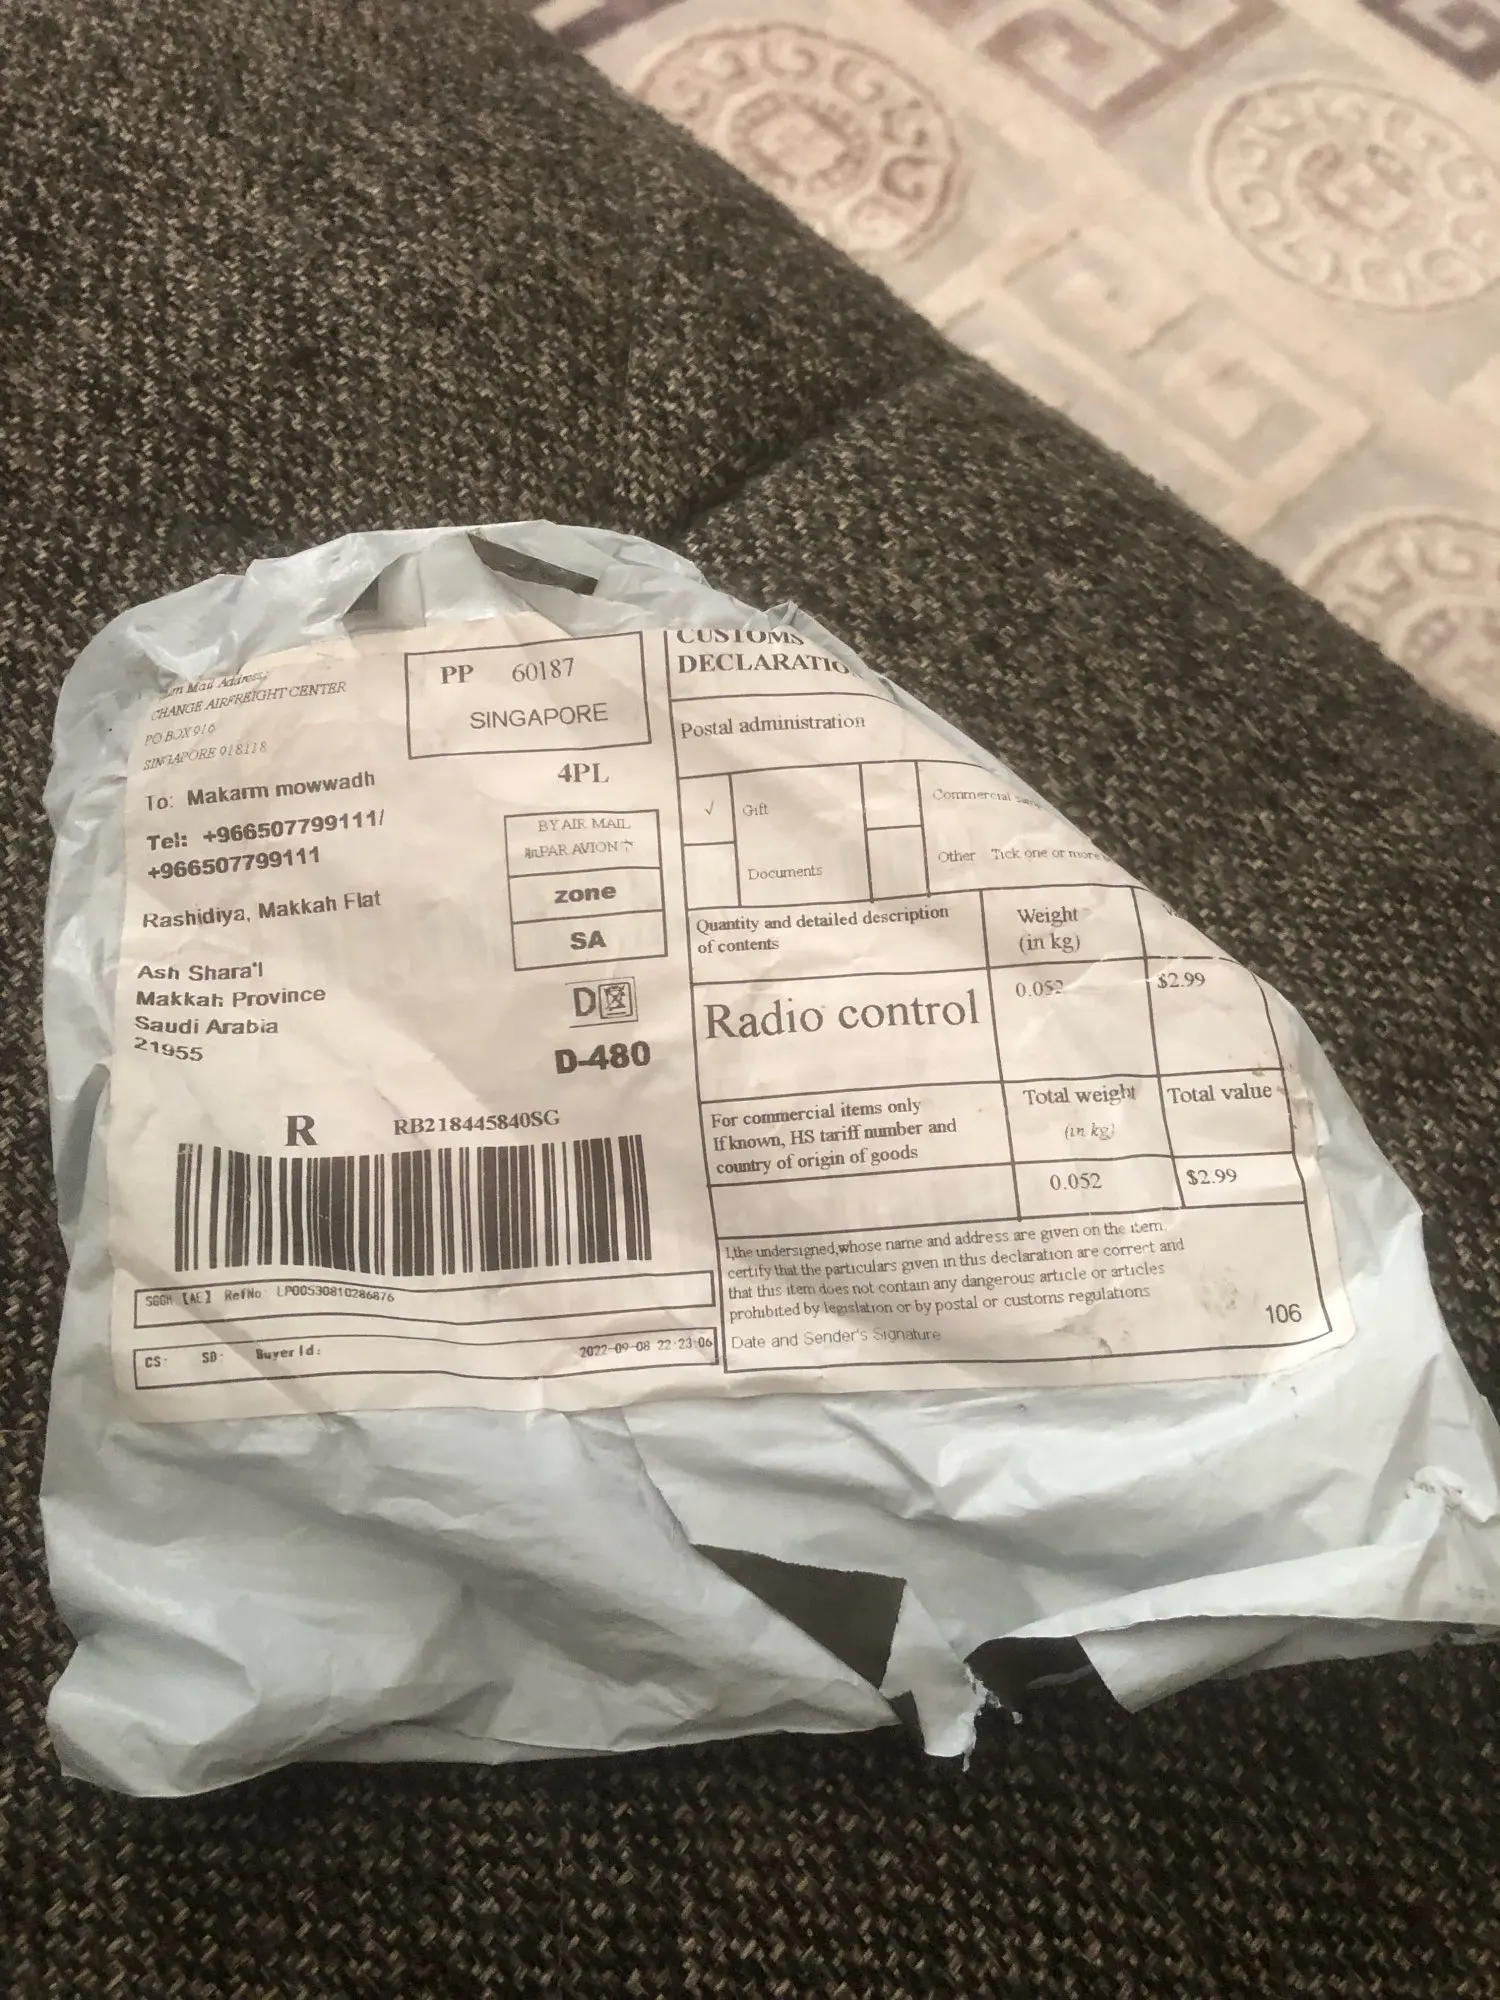 Mail Address:
CHANGE AIRFREIGHT CENTER
PO BOX 916
SINGAPORE 918118
PP 60187
SINGAPORE
4PL
To: Makarm mowwadh
Tel: +966507799111/
+966507799111
BY AIR MAIL
PAR AVION
zone
SA
Rashidiya, Makkah Flat
Ash Shara'I
Makkah Province
Saudi Arabia
21955
D
D-480
R RB218445840SG
SGGH [AE] RefNo: LP00530810286876
CS: SD: Buyer Id: 2022-09-08 22:23:06
CUSTOMS
DECLARATIO
Postal administration
√ Gift Commercial
Documents Other Tick one or more
Quantity and detailed description
of contents
Weight
(in kg)
Radio control 0.052 $2.99
For commercial items only
If known, HS tariff number and
country of origin of goods
Total weight
(in kg)
Total value
0.052 $2.99
I,the undersigned,whose name and address are given on the item.
certify that the particulars given in this declaration are correct and
that this item does not contain any dangerous article or articles
prohibited by legislation or by postal or customs regulations
Date and Sender's Signature 106